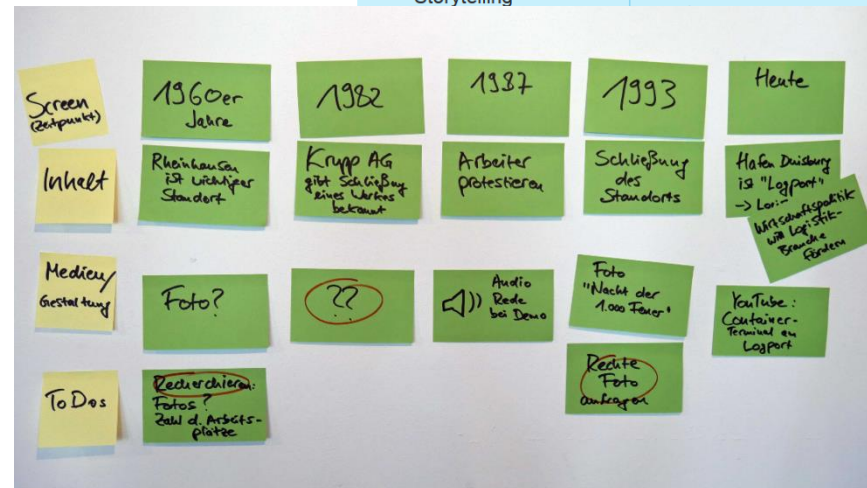 Storytelling
Screen
(Zeitpunkt)
1960er
Jahre
1982
1987
1993
Heute
Inhalt
Rheinhausen
ist wichtiger
Standort
Krupp AG
gibt Schließung
eines Werkes
bekannt
Arbeiter
protestieren
Schließung
des
Standorts
Hafen Duisburg
ist "Logport"
Wirtschaftspolitik
will Logistik-
Branche
fördern
Medien/
Gestaltung
Foto?
??
Audio
Rede
bei Demo
Foto
"Nacht der
1.000 Feuer"
YouTube:
Container-
Terminal an
Logport
ToDos
Recherchieren:
Fotos?
Zahl d. Arbeits-
plätze
Rechte
Foto
anfragen